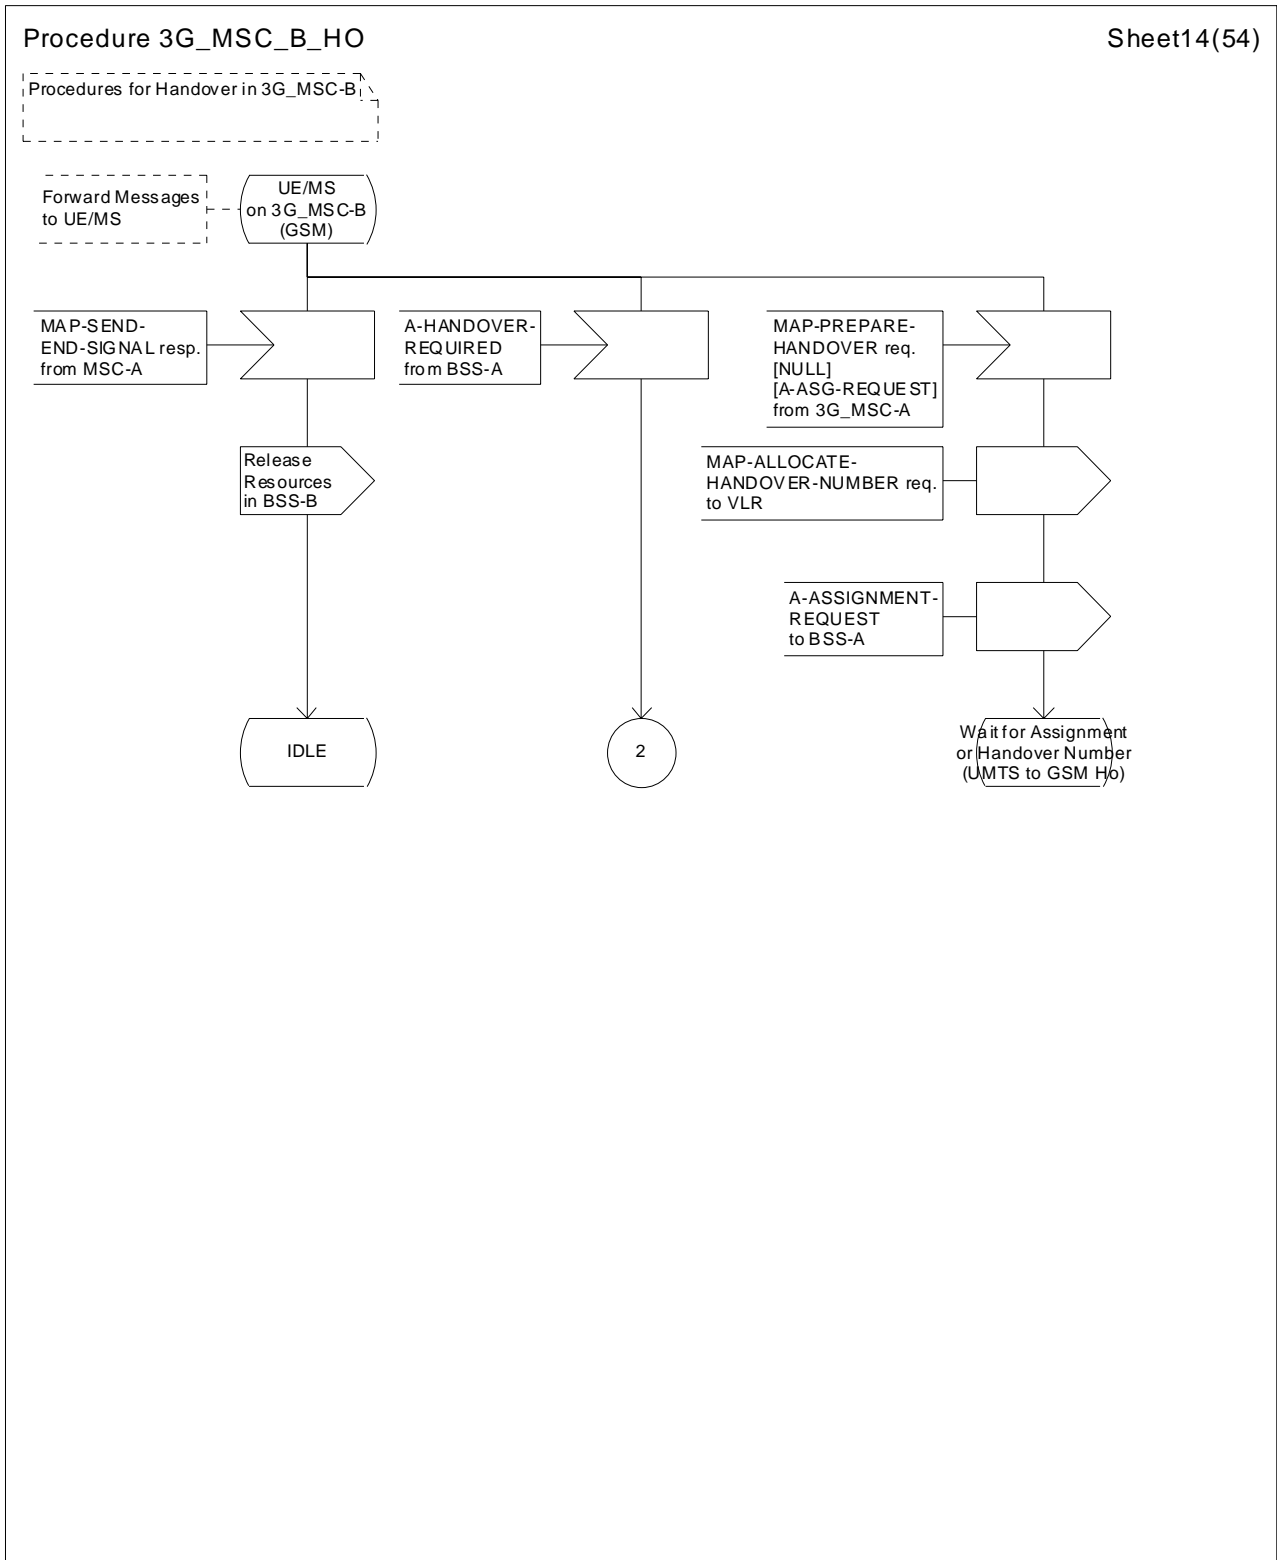 Procedure 3G_MSC_B_HO
Sheet14(54)
Procedures for Handover in 3G_MSC-B
Forward Messages
to UE/MS
UE/MS
on 3G_MSC-B
(GSM)
MAP-SEND-
END-SIGNAL resp.
from MSC-A
A-HANDOVER-
REQUIRED
from BSS-A
MAP-PREPARE-
HANDOVER req.
[NULL]
[A-ASG-REQUEST]
from 3G_MSC-A
Release
Resources
in BSS-B
MAP-ALLOCATE-
HANDOVER-NUMBER req.
to VLR
A-ASSIGNMENT-
REQUEST
to BSS-A
IDLE
2
Wait for Assignment
or Handover Number
(UMTS to GSM Ho)